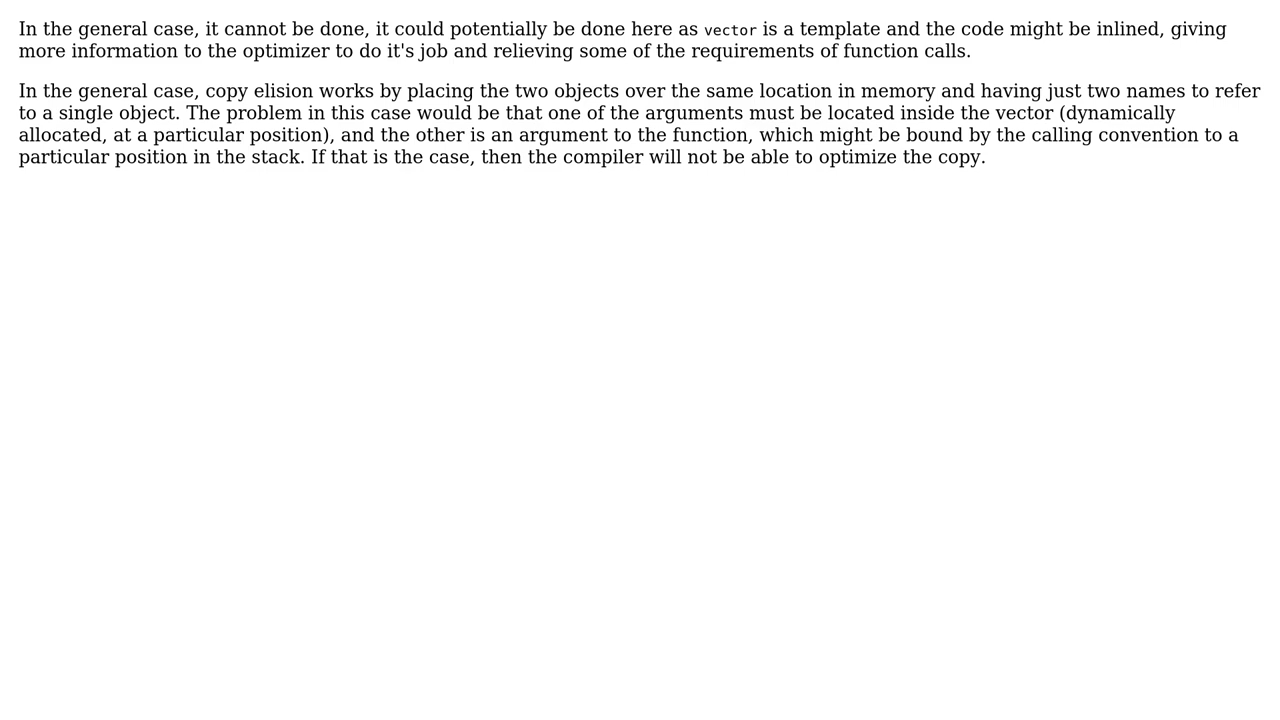 In the general case, it cannot be done, it could potentially be done here as vector is a template and the code might be inlined, giving
more information to the optimizer to do it's job and relieving some of the requirements of function calls.
In the general case, copy elision works by placing the two objects over the same location in memory and having just two names to refer
to a single object. The problem in this case would be that one of the arguments must be located inside the vector (dynamically
allocated, at a particular position), and the other is an argument to the function, which might be bound by the calling convention to a
particular position in the stack. If that is the case, then the compiler will not be able to optimize the copy.